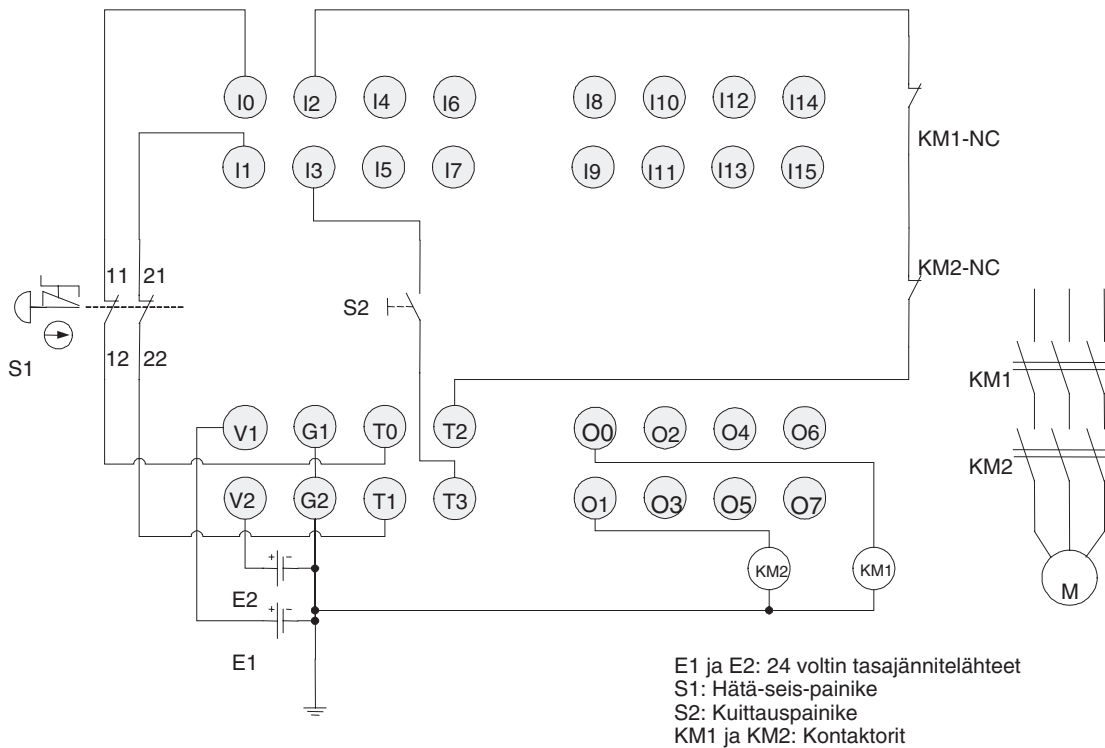 I0 I2 I4 I6 I8 I10 I12 I14
KM1-NC
I1 I3 I5 I7 I9 I11 I13 I15
KM2-NC
11 21
S2
12 22
S1
KM1
V1 G1 T0 T2 O0 O2 O4 O6
KM2
V2 G2 T1 T3 O1 O3 O5 O7
+ −
KM2 KM1
M
E2
+ −
E1
E1 ja E2: 24 voltin tasajännitelähteet
S1: Hätä-seis-painike
S2: Kuittauspainike
KM1 ja KM2: Kontaktorit